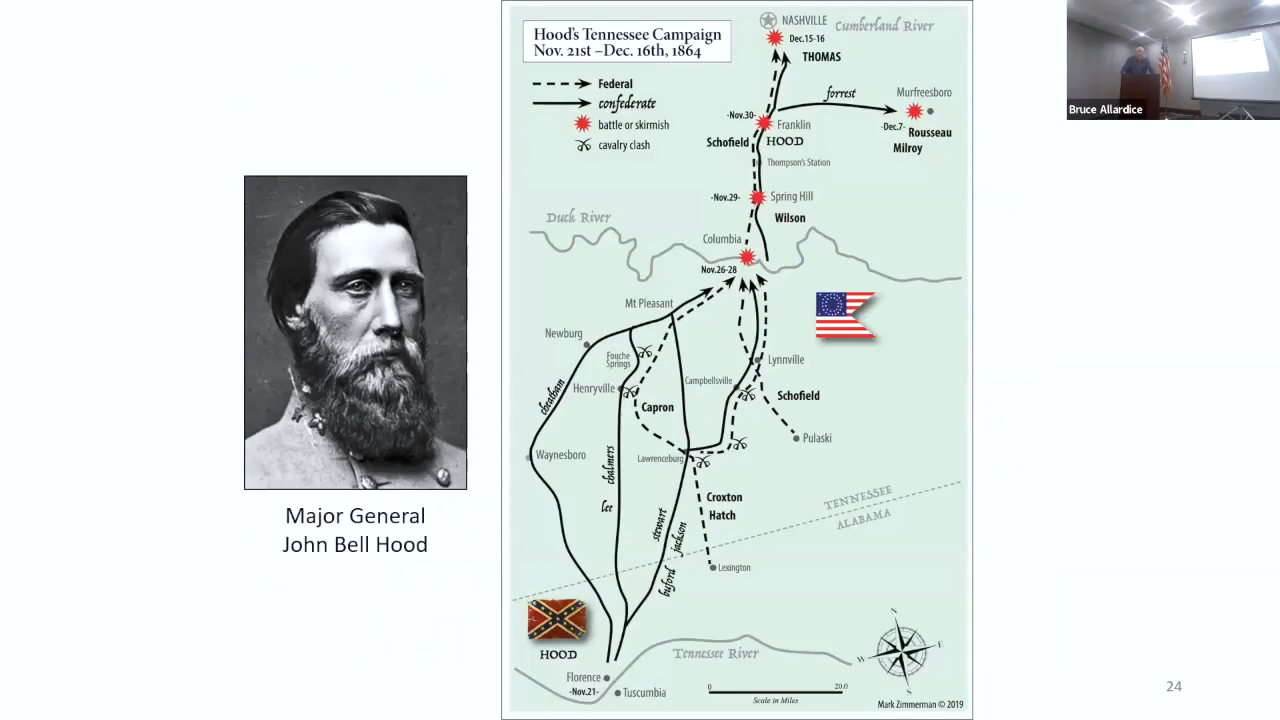 Hood's Tennessee Campaign
Nov. 21st –Dec. 16th, 1864
Federal
confederate
battle or skirmish
cavalry clash
NASHVILLE
Cumberland River
Dec.15-16
THOMAS
forrest
Murfreesboro
-Dec.7-
Rousseau
Milroy
-Nov.30-
Franklin
Schofield
HOOD
Thompson's Station
-Nov.29-
Spring Hill
Wilson
Duck River
Columbia
Nov.26-28
Mt Pleasant
Newburg
Fouche
Springs
Lynnville
Henryville
Campbellsville
cheatham
Capron
Schofield
Pulaski
Waynesboro
chalmers
Lawrenceburg
lee
Croxton
Hatch
stewart
jackson
buford
TENNESSEE
ALABAMA
Lexington
HOOD
Tennessee River
Florence
-Nov.21-
Tuscumbia
0
20.0
Scale in Miles
N
W
E
S
Mark Zimmerman © 2019
Major General
John Bell Hood
Bruce Allardice
24